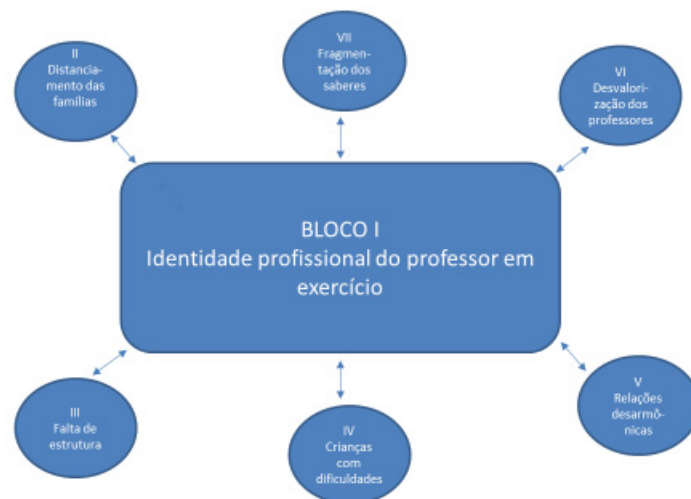 II
Distancia-
mento das
famílias
VII
Fragmen-
tação dos
saberes
VI
Desvalori-
zação dos
professores
BLOCO I
Identidade profissional do professor em
exercício
III
Falta de
estrutura
IV
Crianças
com
dificuldades
V
Relações
desarmô-
nicas